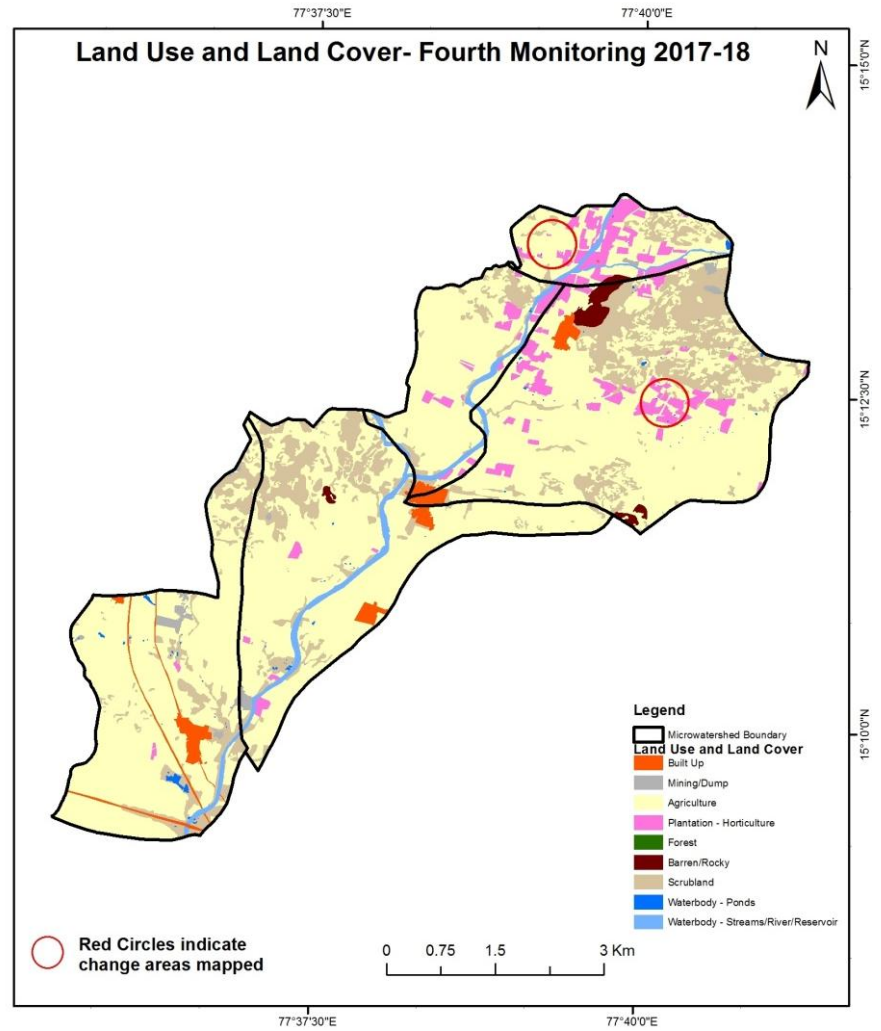 77°37'30"E
77°40'0"E
Land Use and Land Cover- Fourth Monitoring 2017-18
N
15°15'0"N
15°12'30"N
15°10'0"N
Legend
Microwatershed Boundary
Land Use and Land Cover
Built Up
Mining/Dump
Agriculture
Plantation - Horticulture
Forest
Barren/Rocky
Scrubland
Waterbody - Ponds
Waterbody - Streams/River/Reservoir
Red Circles indicate
change areas mapped
0 0.75 1.5 3 Km
77°37'30"E
77°40'0"E